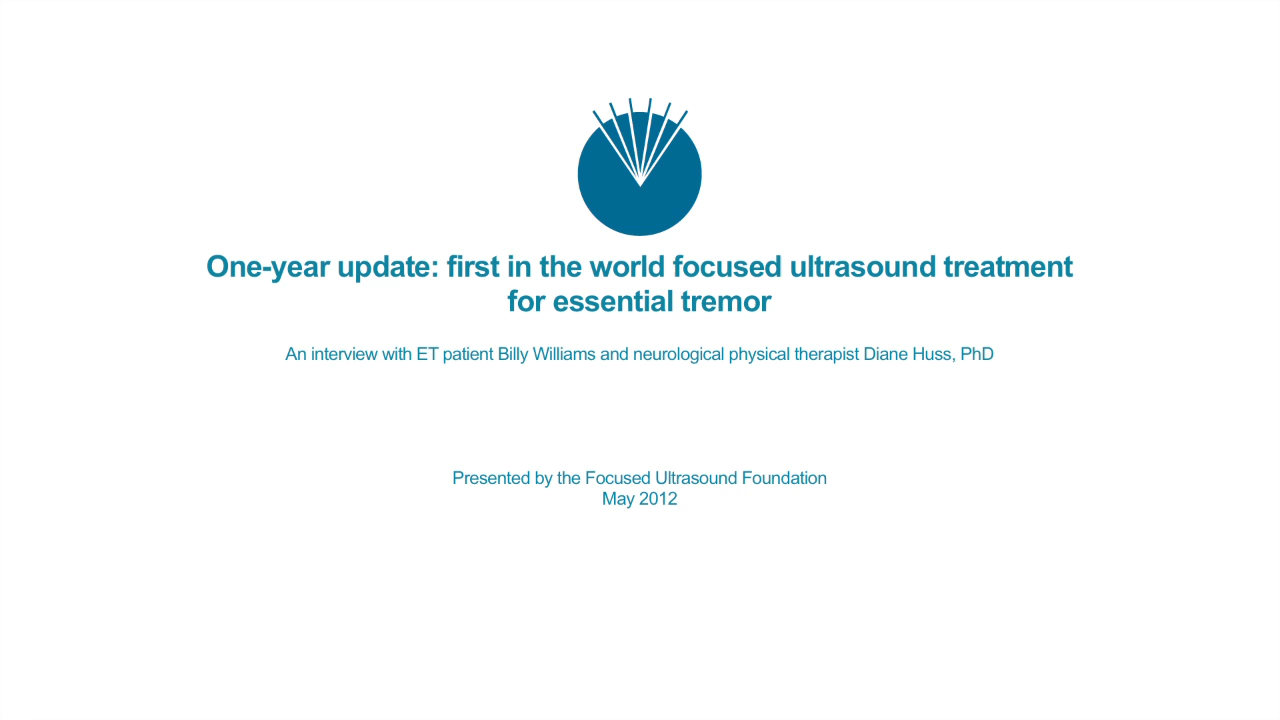 One-year update: first in the world focused ultrasound treatment
for essential tremor
An interview with ET patient Billy Williams and neurological physical therapist Diane Huss, PhD
Presented by the Focused Ultrasound Foundation
May 2012